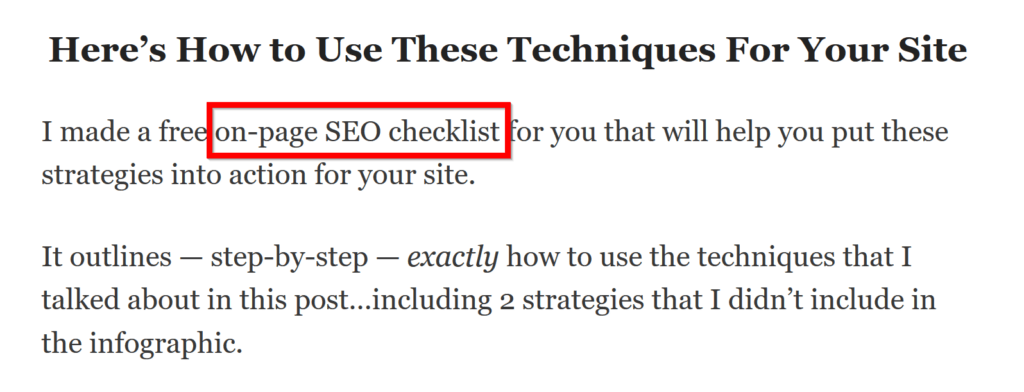 Here’s How to Use These Techniques For Your Site
I made a free on-page SEO checklist for you that will help you put these
strategies into action for your site.
It outlines — step-by-step — exactly how to use the techniques that I
talked about in this post...including 2 strategies that I didn’t include in
the infographic.